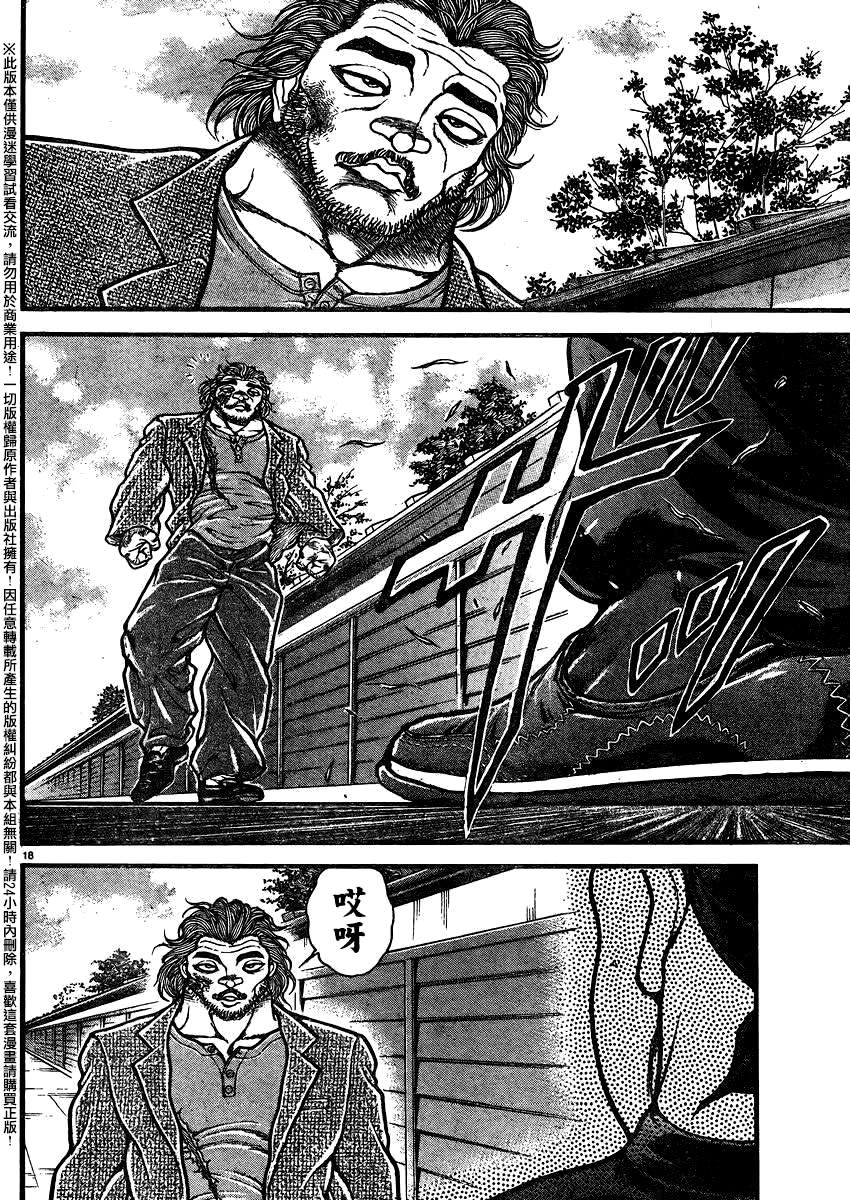 ※此版本僅供漫迷學習試看交流，請勿用於商業用途！一切版權歸原作者與出版社擁有！因任意轉載所產生的版權糾紛都與本組無關！請24小時內刪除，喜歡這套漫畫請購買正版！
ザッ
18
哎呀